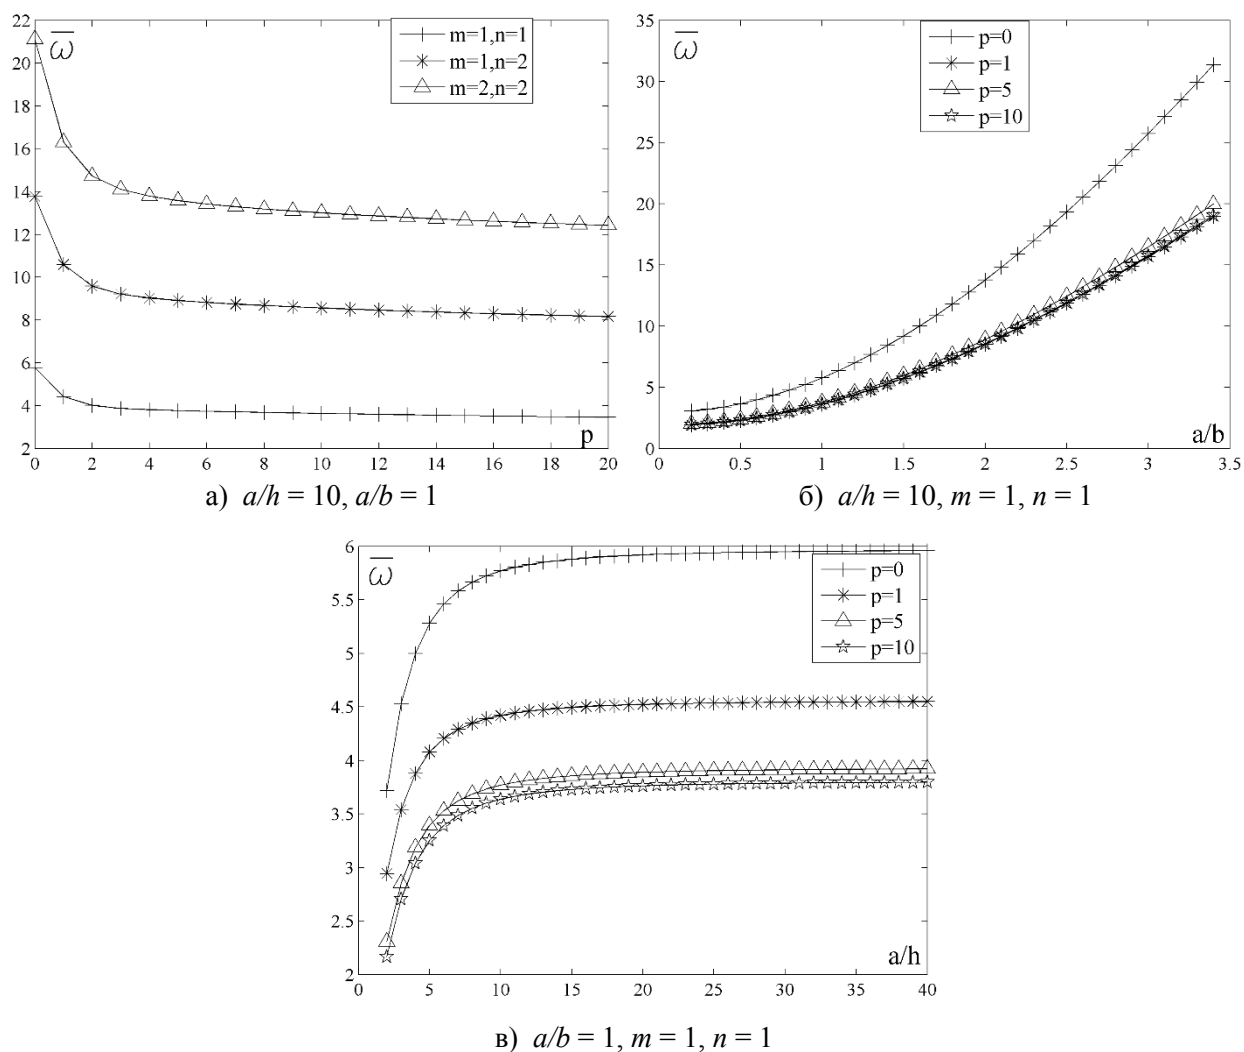 22
20
18
16
14
12
10
8
6
4
2
ω̅
m=1,n=1
m=1,n=2
m=2,n=2
p
0 2 4 6 8 10 12 14 16 18 20
а) a/h = 10, a/b = 1
35
30
25
20
15
10
5
0
ω̅
p=0
p=1
p=5
p=10
a/b
0 0.5 1 1.5 2 2.5 3 3.5
б) a/h = 10, m = 1, n = 1
6
5.5
5
4.5
4
3.5
3
2.5
2
ω̅
p=0
p=1
p=5
p=10
a/h
0 5 10 15 20 25 30 35 40
в) a/b = 1, m = 1, n = 1